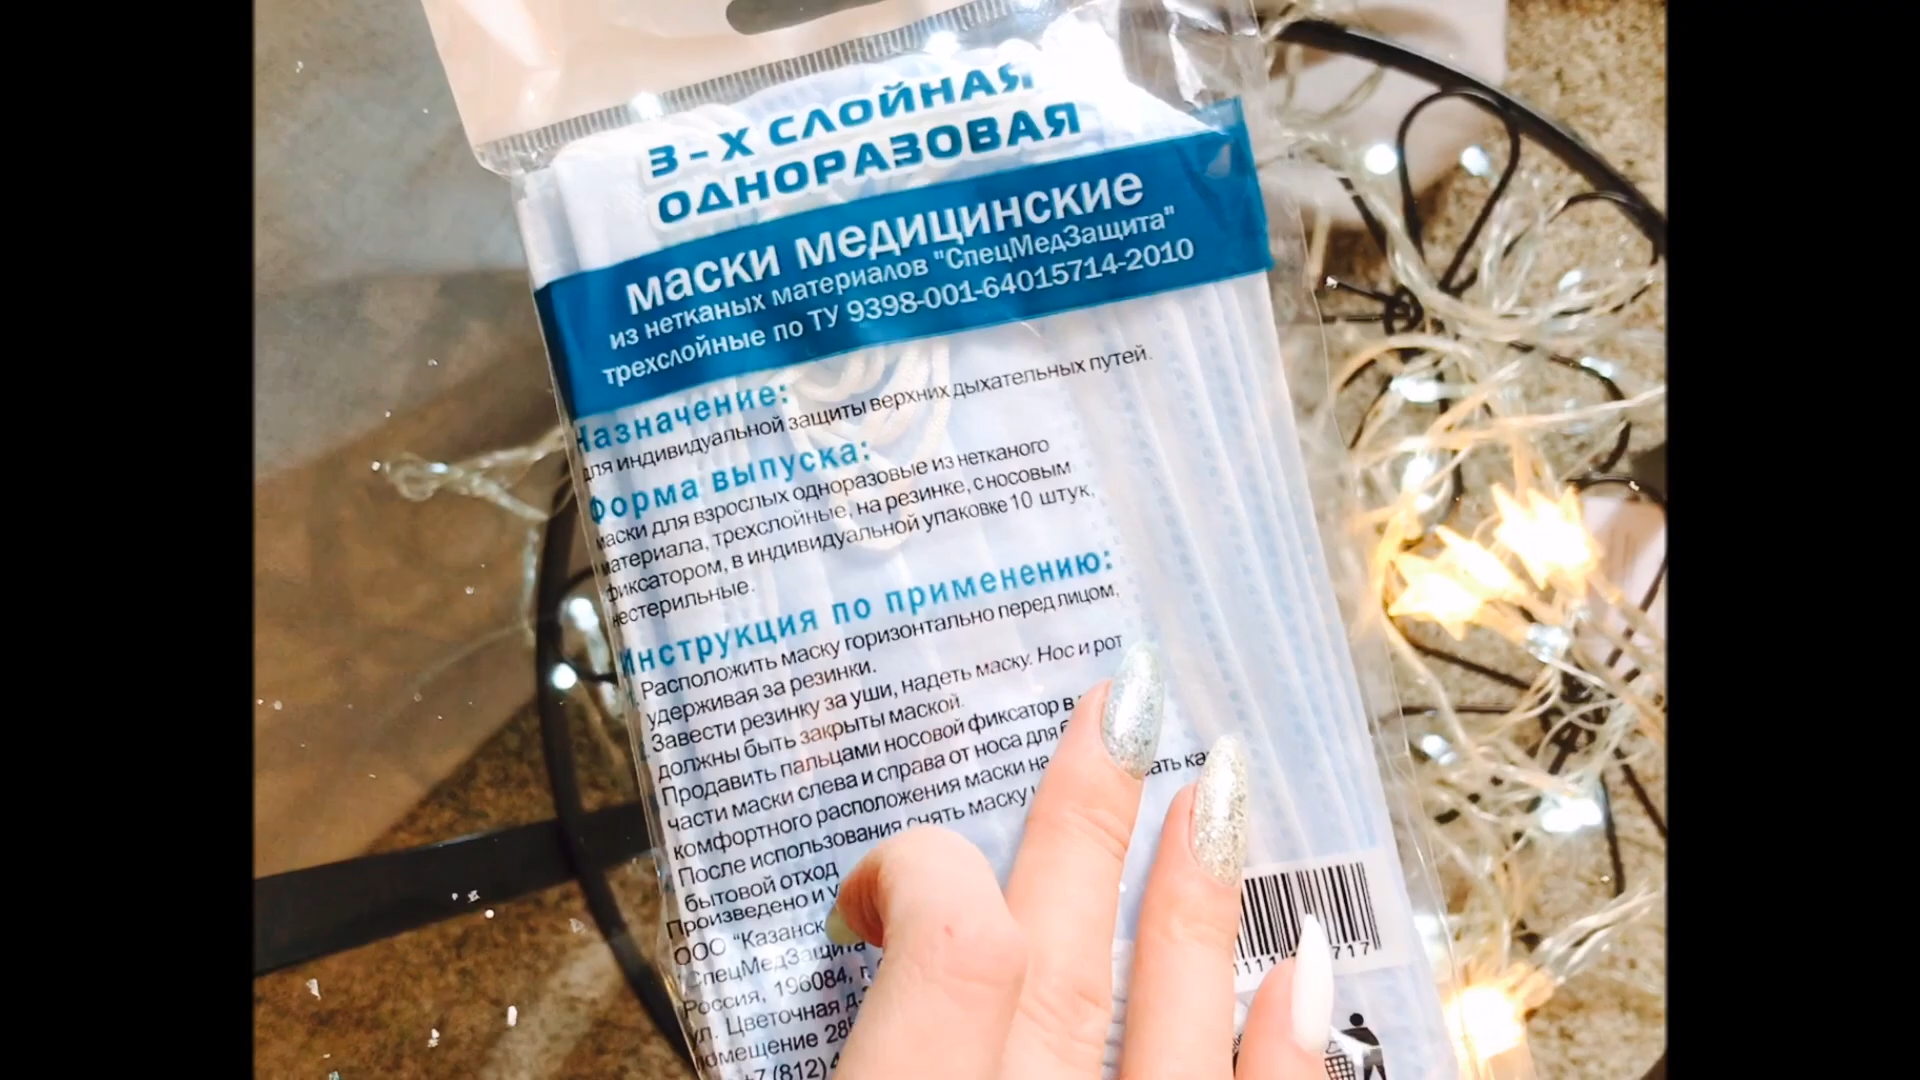 3-Х СЛОЙНАЯ
ОДНОРАЗОВАЯ
маски медицинские
из нетканых материалов "СпецМедЗащита"
трехслойные по ТУ 9398-001-64015714-2010
Назначение:
для индивидуальной защиты верхних дыхательных путей.
Форма выпуска:
маски для взрослых одноразовые из нетканого
материала, трехслойные, на резинке, с носовым
фиксатором, в индивидуальной упаковке 10 штук,
нестерильные.
Инструкция по применению:
Расположить маску горизонтально перед лицом,
удерживая за резинки.
Завести резинку за уши, надеть маску. Нос и рот
должны быть закрыты маской.
Продавить пальцами носовой фиксатор в
части маски слева и справа от носа для
комфортного расположения маски на
После использования снять маску
бытовой отход
Произведено и
ООО "Казанск
СпецМедЗащита
Россия, 196084, г.
ул. Цветочная д.
помещение 28
+7 (812)